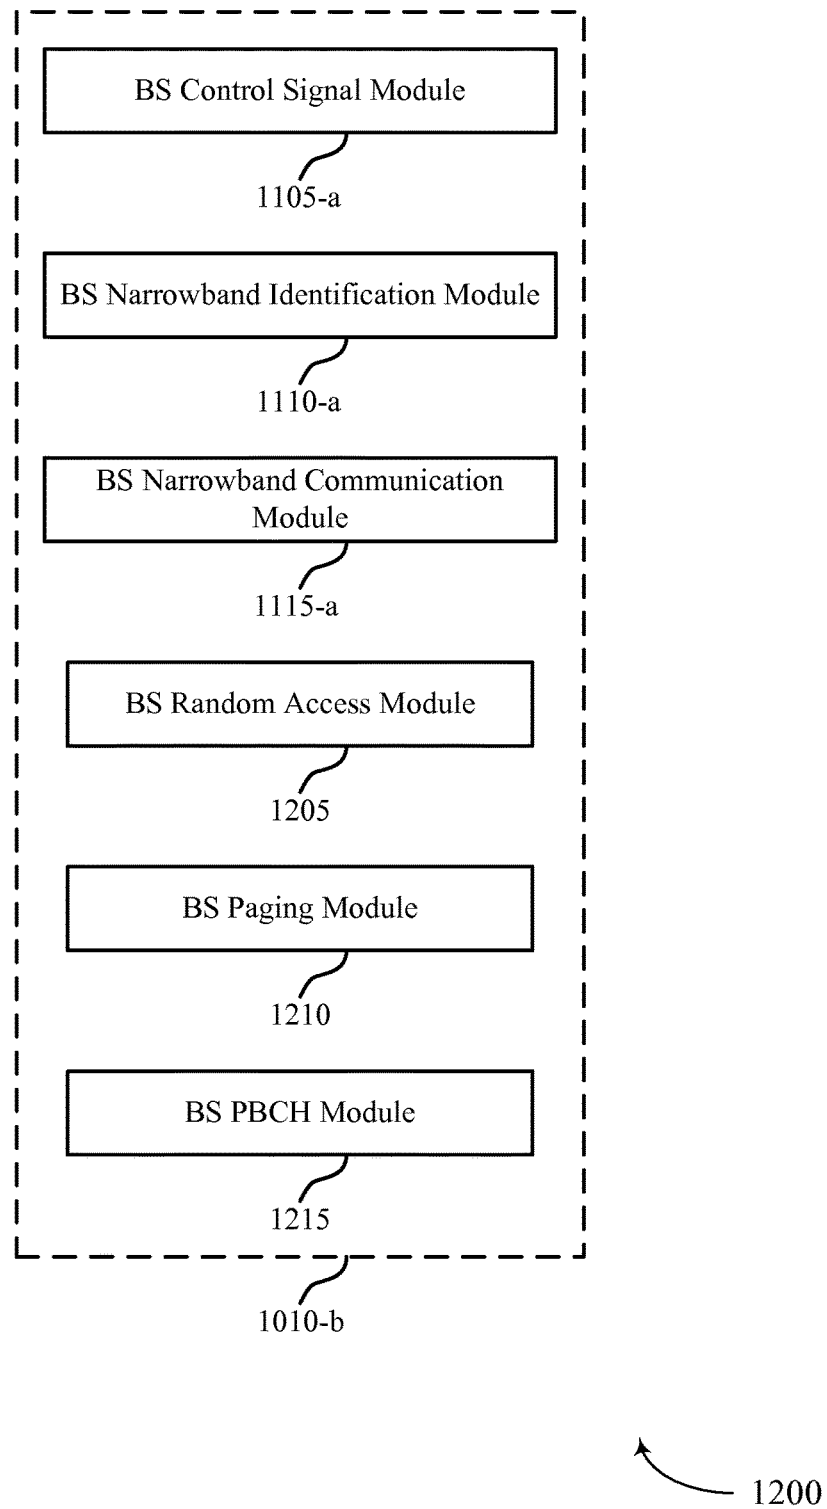 BS Control Signal Module
1105-a
BS Narrowband Identification Module
1110-a
BS Narrowband Communication
Module
1115-a
BS Random Access Module
1205
BS Paging Module
1210
BS PBCH Module
1215
1010-b
1200